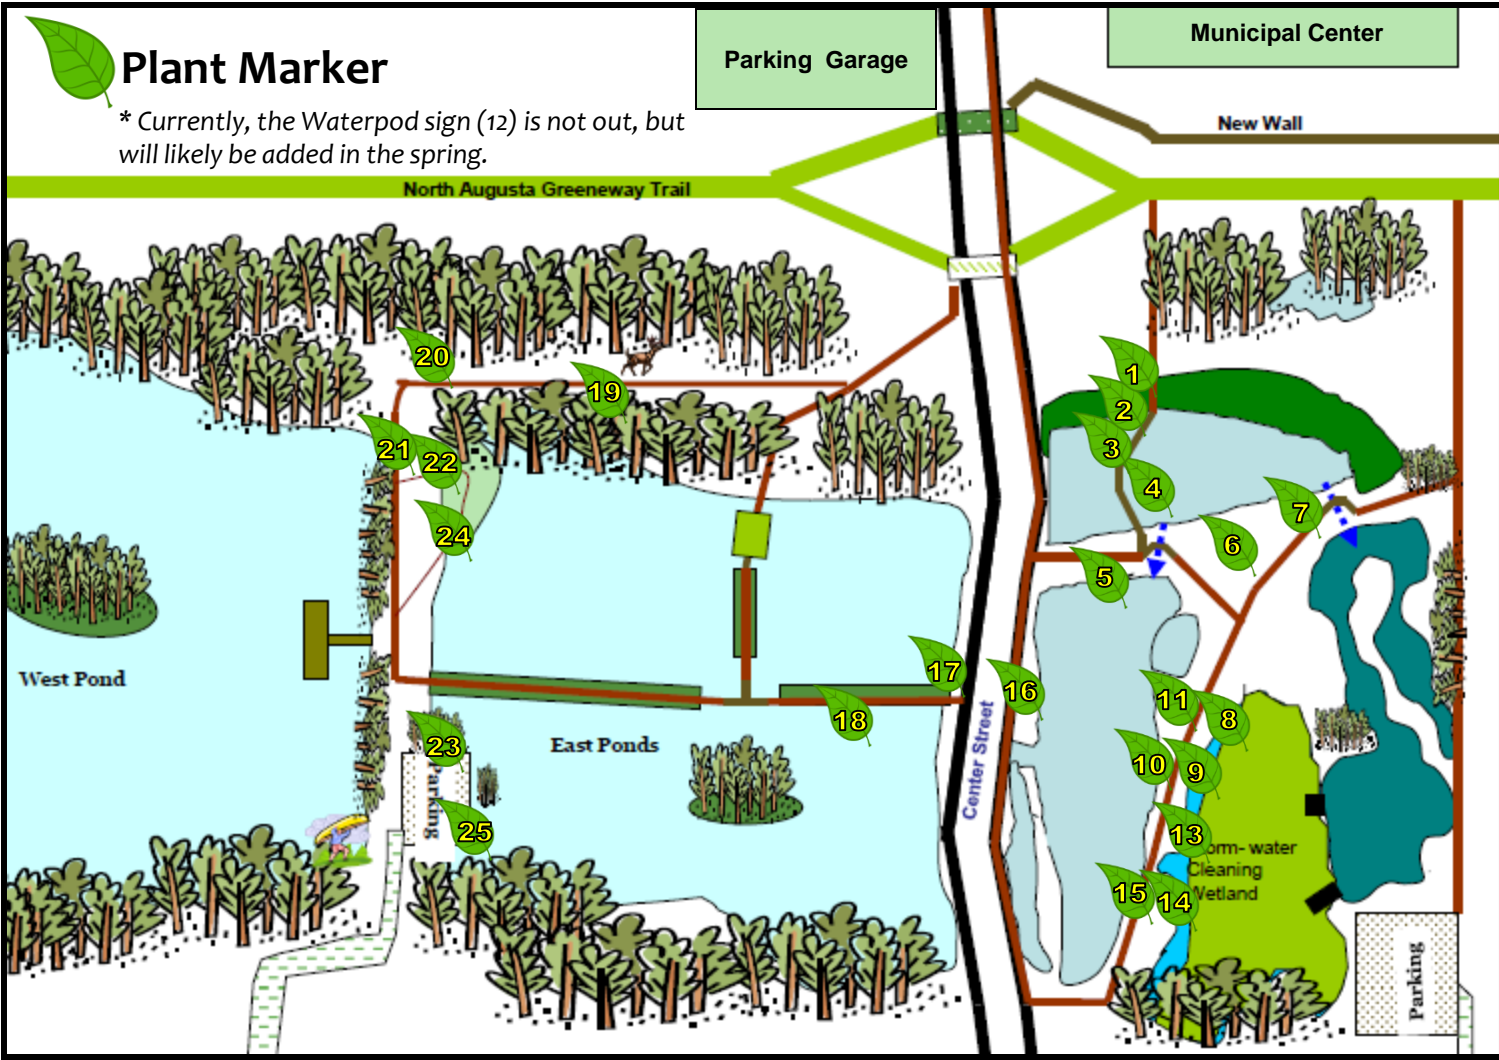 Plant Marker
* Currently, the Waterpod sign (12) is not out, but
will likely be added in the spring.
Parking Garage
Municipal Center
New Wall
North Augusta Greeneway Trail
20
19
21
22
24
1
2
3
4
7
6
5
West Pond
17
16
18
11
8
23
East Ponds
Center Street
10
9
Parking
25
13
orm- water
Cleaning
Wetland
15
14
Parking